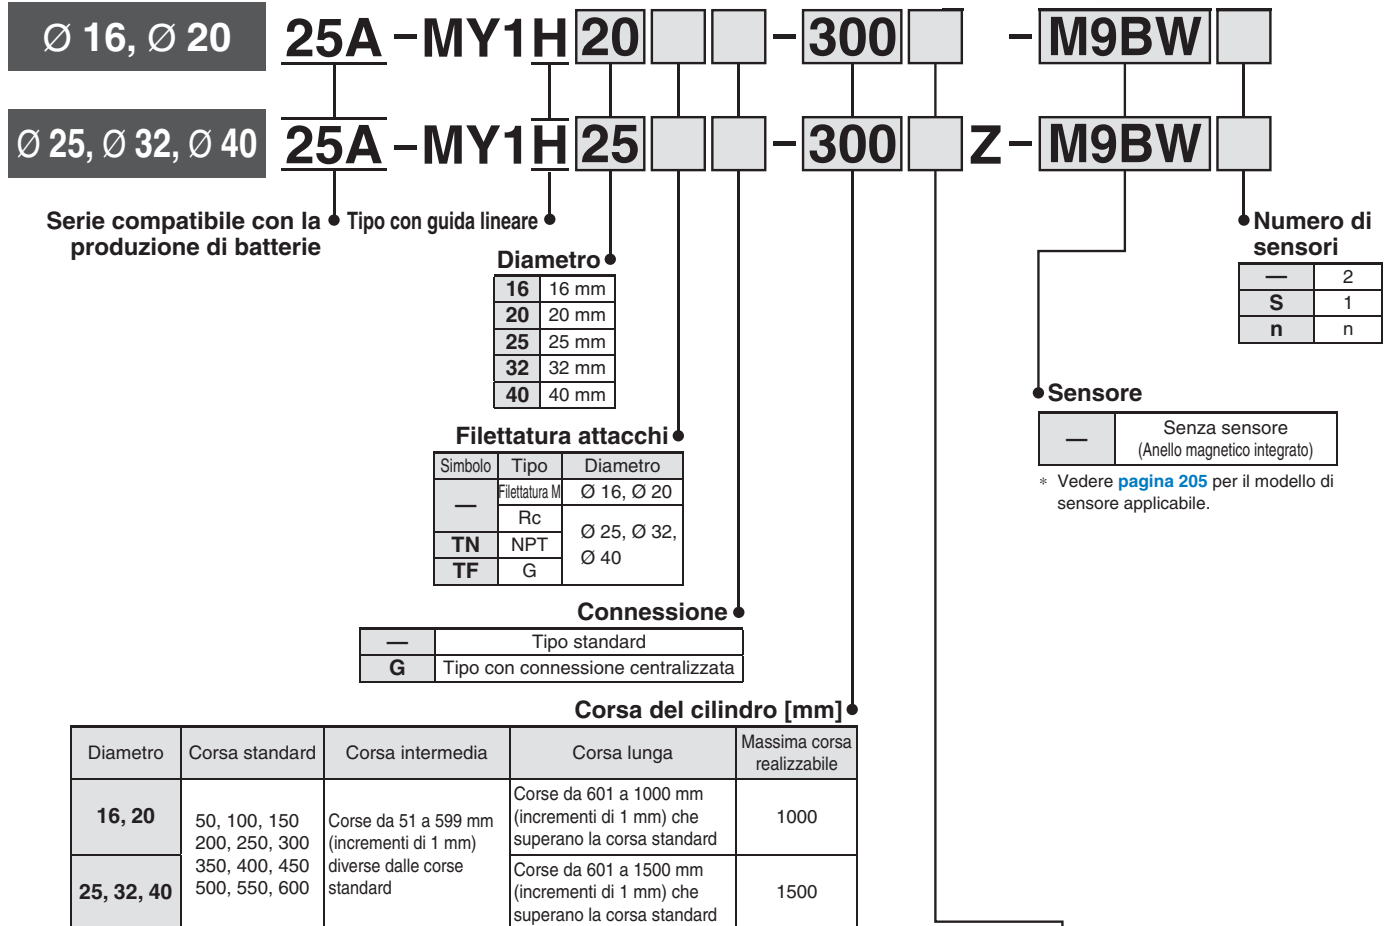 Ø 16, Ø 20 25A -MY1H 20 - 300 - M9BW
Ø 25, Ø 32, Ø 40 25A -MY1H 25 - 300 Z - M9BW
Serie compatibile con la
produzione di batterie
Tipo con guida lineare
Diametro
16 16 mm
20 20 mm
25 25 mm
32 32 mm
40 40 mm
Numero di
sensori
— 2
S 1
n n
Sensore
— Senza sensore
(Anello magnetico integrato)
* Vedere pagina 205 per il modello di
sensore applicabile.
Filettatura attacchi
Simbolo Tipo Diametro
— Filettatura M Ø 16, Ø 20
Rc Ø 25, Ø 32,
Ø 40
TN NPT
TF G
Connessione
— Tipo standard
G Tipo con connessione centralizzata
Corsa del cilindro [mm]
Diametro Corsa standard Corsa intermedia Corsa lunga Massima corsa
realizzabile
16, 20
50, 100, 150
200, 250, 300
350, 400, 450
500, 550, 600
Corse da 51 a 599 mm
(incrementi di 1 mm)
diverse dalle corse
standard
Corse da 601 a 1000 mm
(incrementi di 1 mm) che
superano la corsa standard
1000
25, 32, 40
Corse da 601 a 1500 mm
(incrementi di 1 mm) che
superano la corsa standard
1500